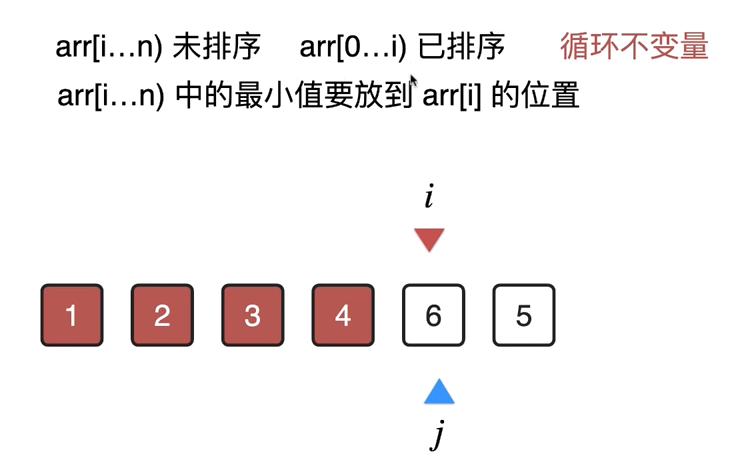 arr[i…n) 未排序 arr[0…i) 已排序 循环不变量
arr[i…n) 中的最小值要放到 arr[i] 的位置
i
1 2 3 4 6 5
j